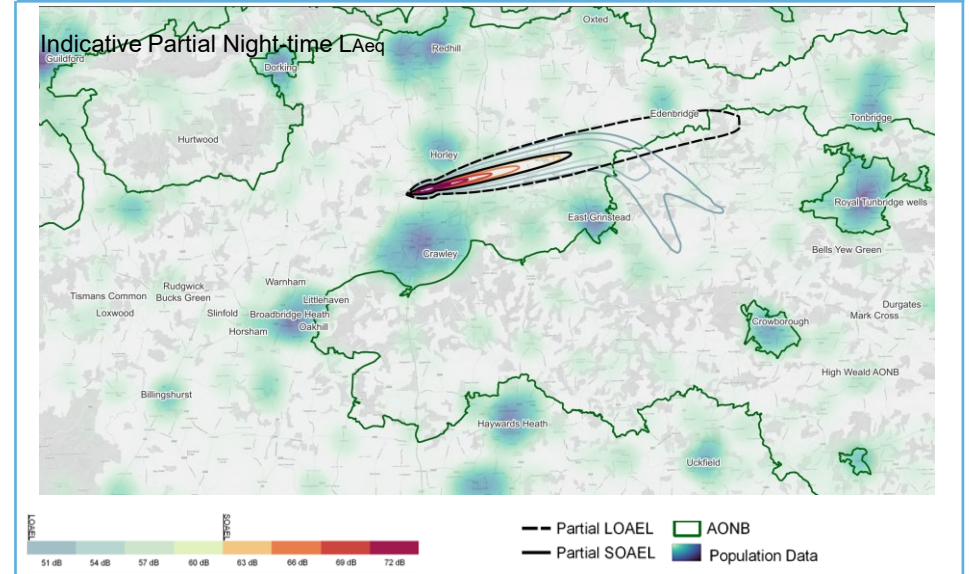 Oxted
Indicative Partial Night-time LAeq
Redhill
Guildford
Dorking
Edenbridge
Tonbridge
Hurtwood
Horley
Royal Tunbridge wells
East Grinstead
Bells Yew Green
Crawley
Warnham
Rudgwick
Tismans Common
Bucks Green
Littlehaven
Durgates
Loxwood
Slinfold
Broadbridge Heath
Mark Cross
Crowborough
Horsham
Oakhill
High Weald AONB
Billingshurst
Haywards Heath
Uckfield
LOAEL
SOAEL
51 dB 54 dB 57 dB 60 dB 63 dB 66 dB 69 dB 72 dB
Partial LOAEL
AONB
Partial SOAEL
Population Data